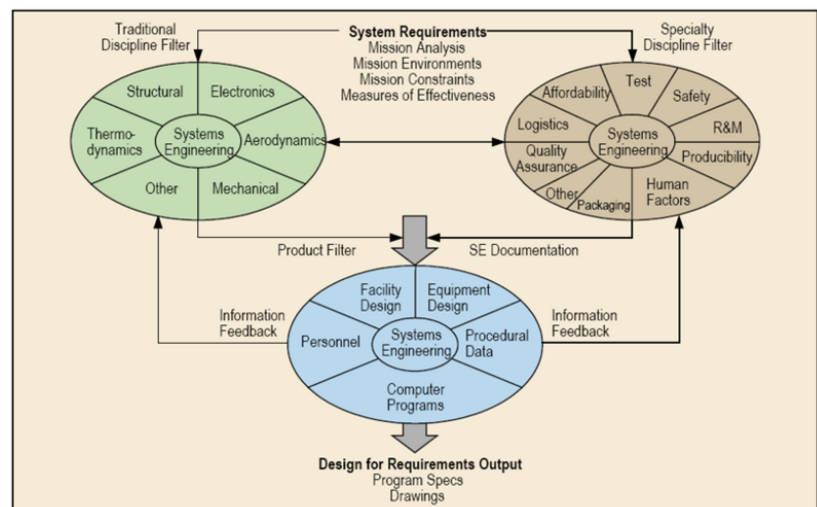 Traditional
Discipline Filter
System Requirements
Mission Analysis
Mission Environments
Mission Constraints
Measures of Effectiveness
Specialty
Discipline Filter
Structural
Electronics
Thermo-
dynamics
Systems
Engineering
Aerodynamics
Other
Mechanical
Affordability
Test
Safety
Logistics
Systems
Engineering
R&M
Quality
Assurance
Producibility
Other
Packaging
Human
Factors
Product Filter
SE Documentation
Information
Feedback
Facility
Design
Equipment
Design
Personnel
Systems
Engineering
Procedural
Data
Computer
Programs
Information
Feedback
Design for Requirements Output
Program Specs
Drawings